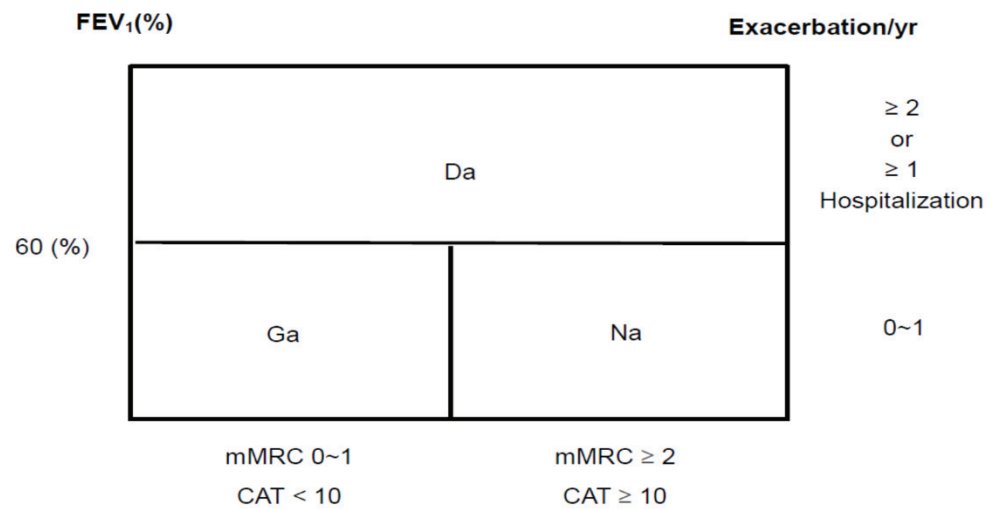 FEV₁(%)
Exacerbation/yr
≥ 2
or
≥ 1
Hospitalization
Da
60 (%)
Ga
Na
0~1
mMRC 0~1
mMRC ≥ 2
CAT < 10
CAT ≥ 10